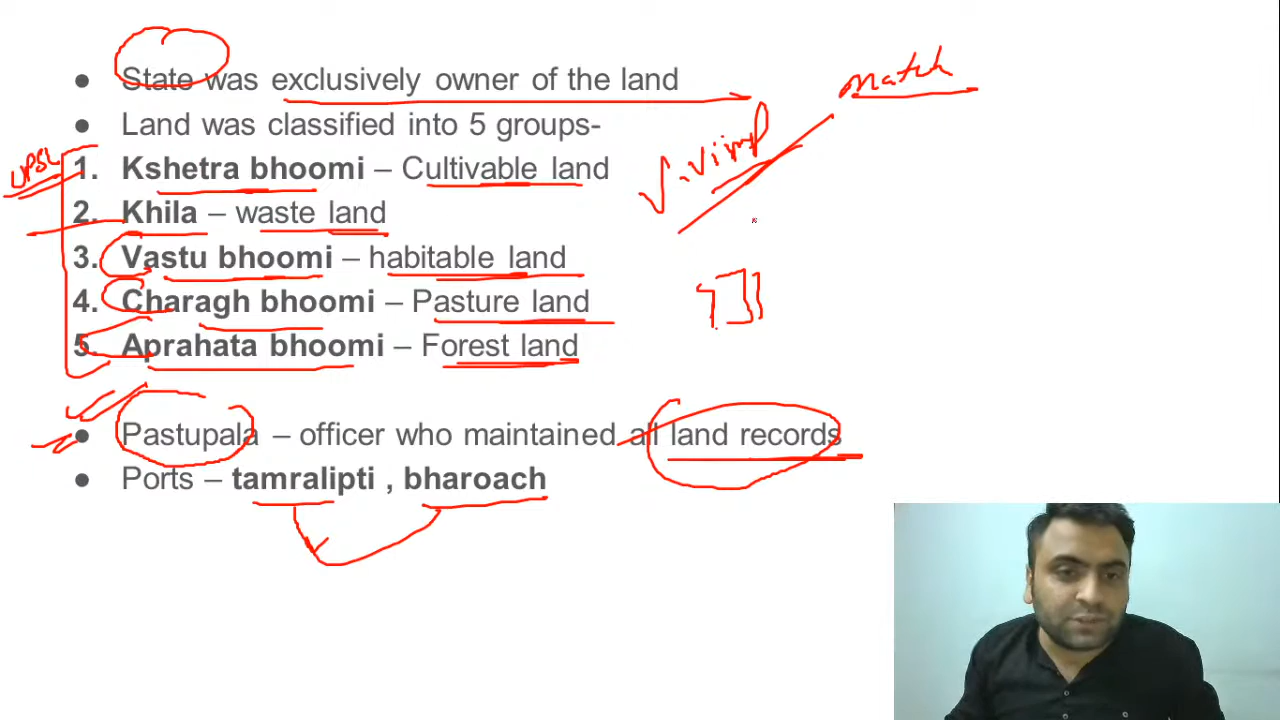 State was exclusively owner of the land
match
Land was classified into 5 groups-
v.v.imp
UPSC
1. Kshetra bhoomi – Cultivable land
2. Khila – waste land
3. Vastu bhoomi – habitable land
4. Charagh bhoomi – Pasture land
5. Aprahata bhoomi – Forest land
Pastupala – officer who maintained all land records
Ports – tamralipti , bharoach